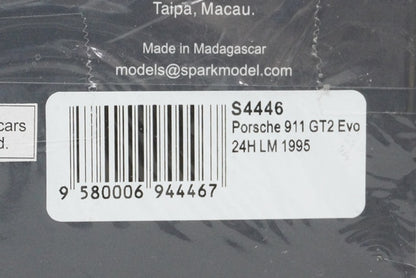 Taipa, Macau.
Made in Madagascar
models@sparkmodel.com
cars
d.
S4446
Porsche 911 GT2 Evo
24H LM 1995
9 580006 944467